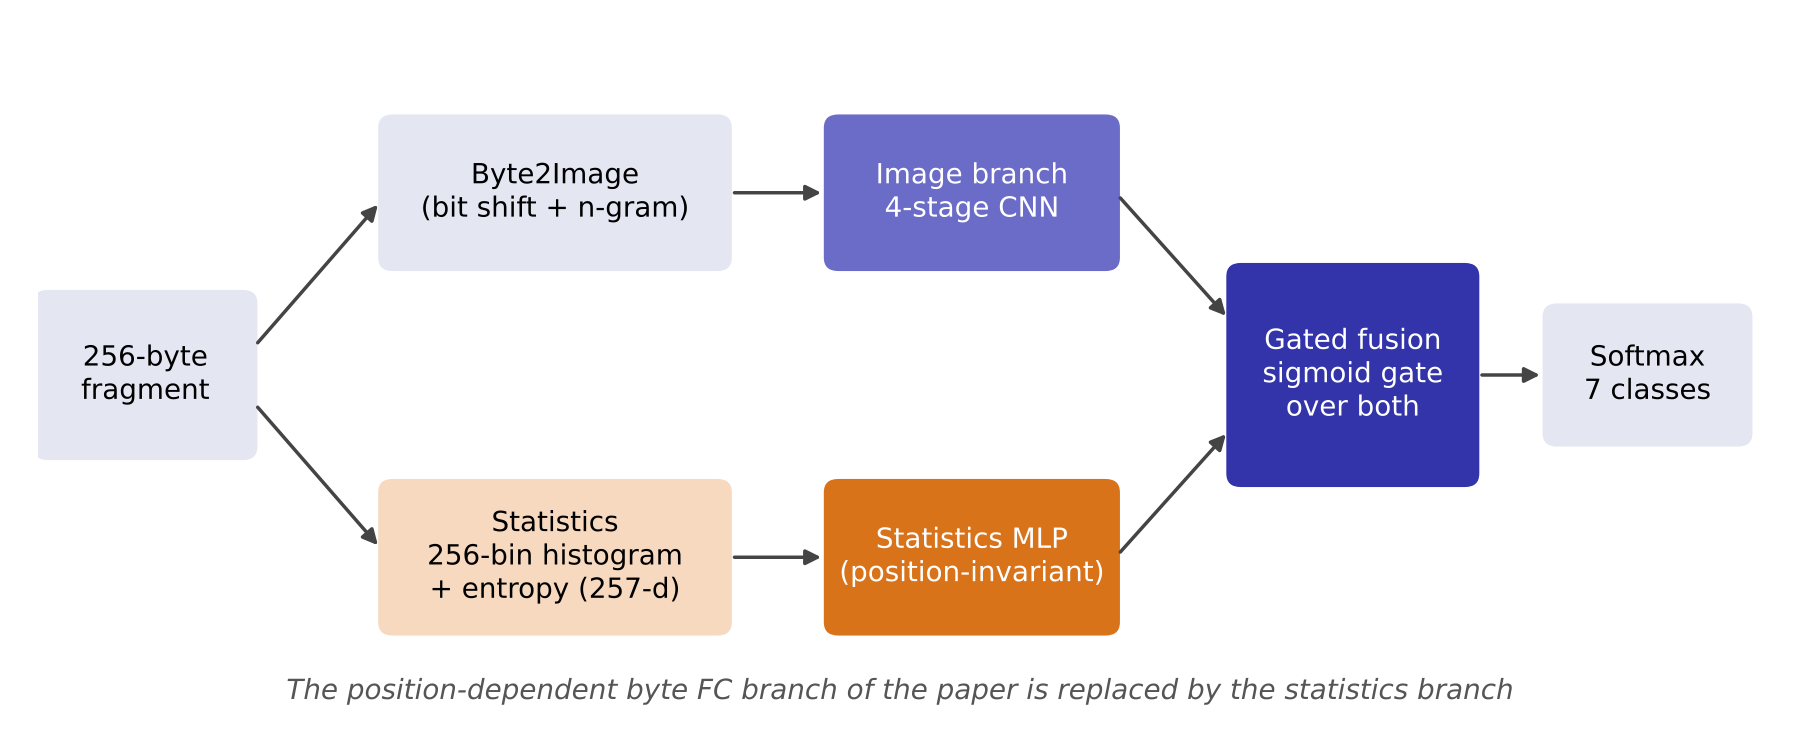 256-byte
fragment
Byte2Image
(bit shift + n-gram)
Image branch
4-stage CNN
Statistics
256-bin histogram
+ entropy (257-d)
Statistics MLP
(position-invariant)
Gated fusion
sigmoid gate
over both
Softmax
7 classes
The position-dependent byte FC branch of the paper is replaced by the statistics branch